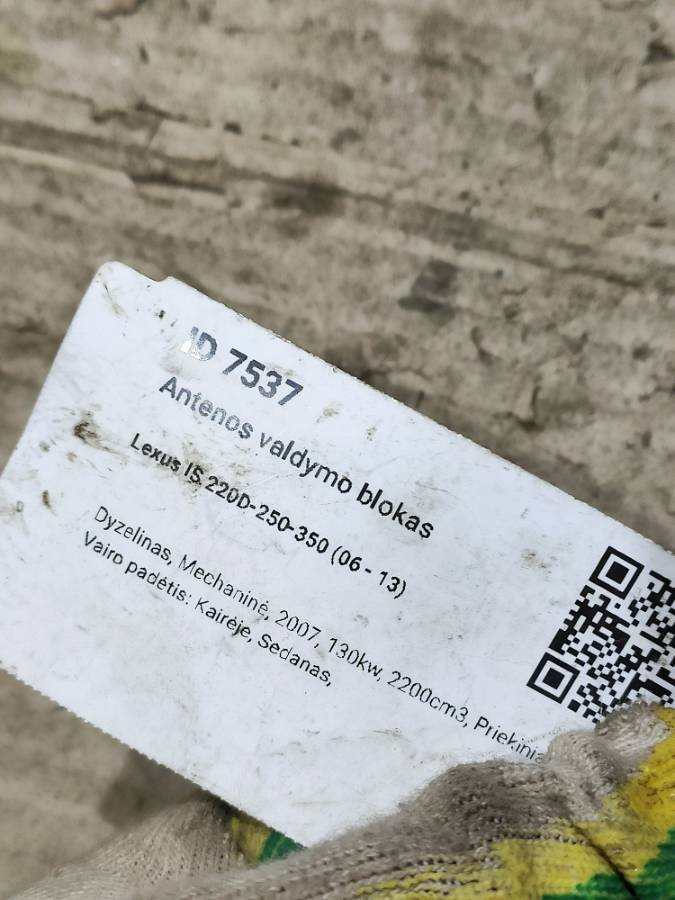 ID 7537
Antenos valdymo blokas
Lexus IS 220D-250-350 (06 - 13)
Dyzelinas, Mechaninė, 2007, 130kw, 2200cm3,
Vairo padėtis: Kairėje, Sedanas,